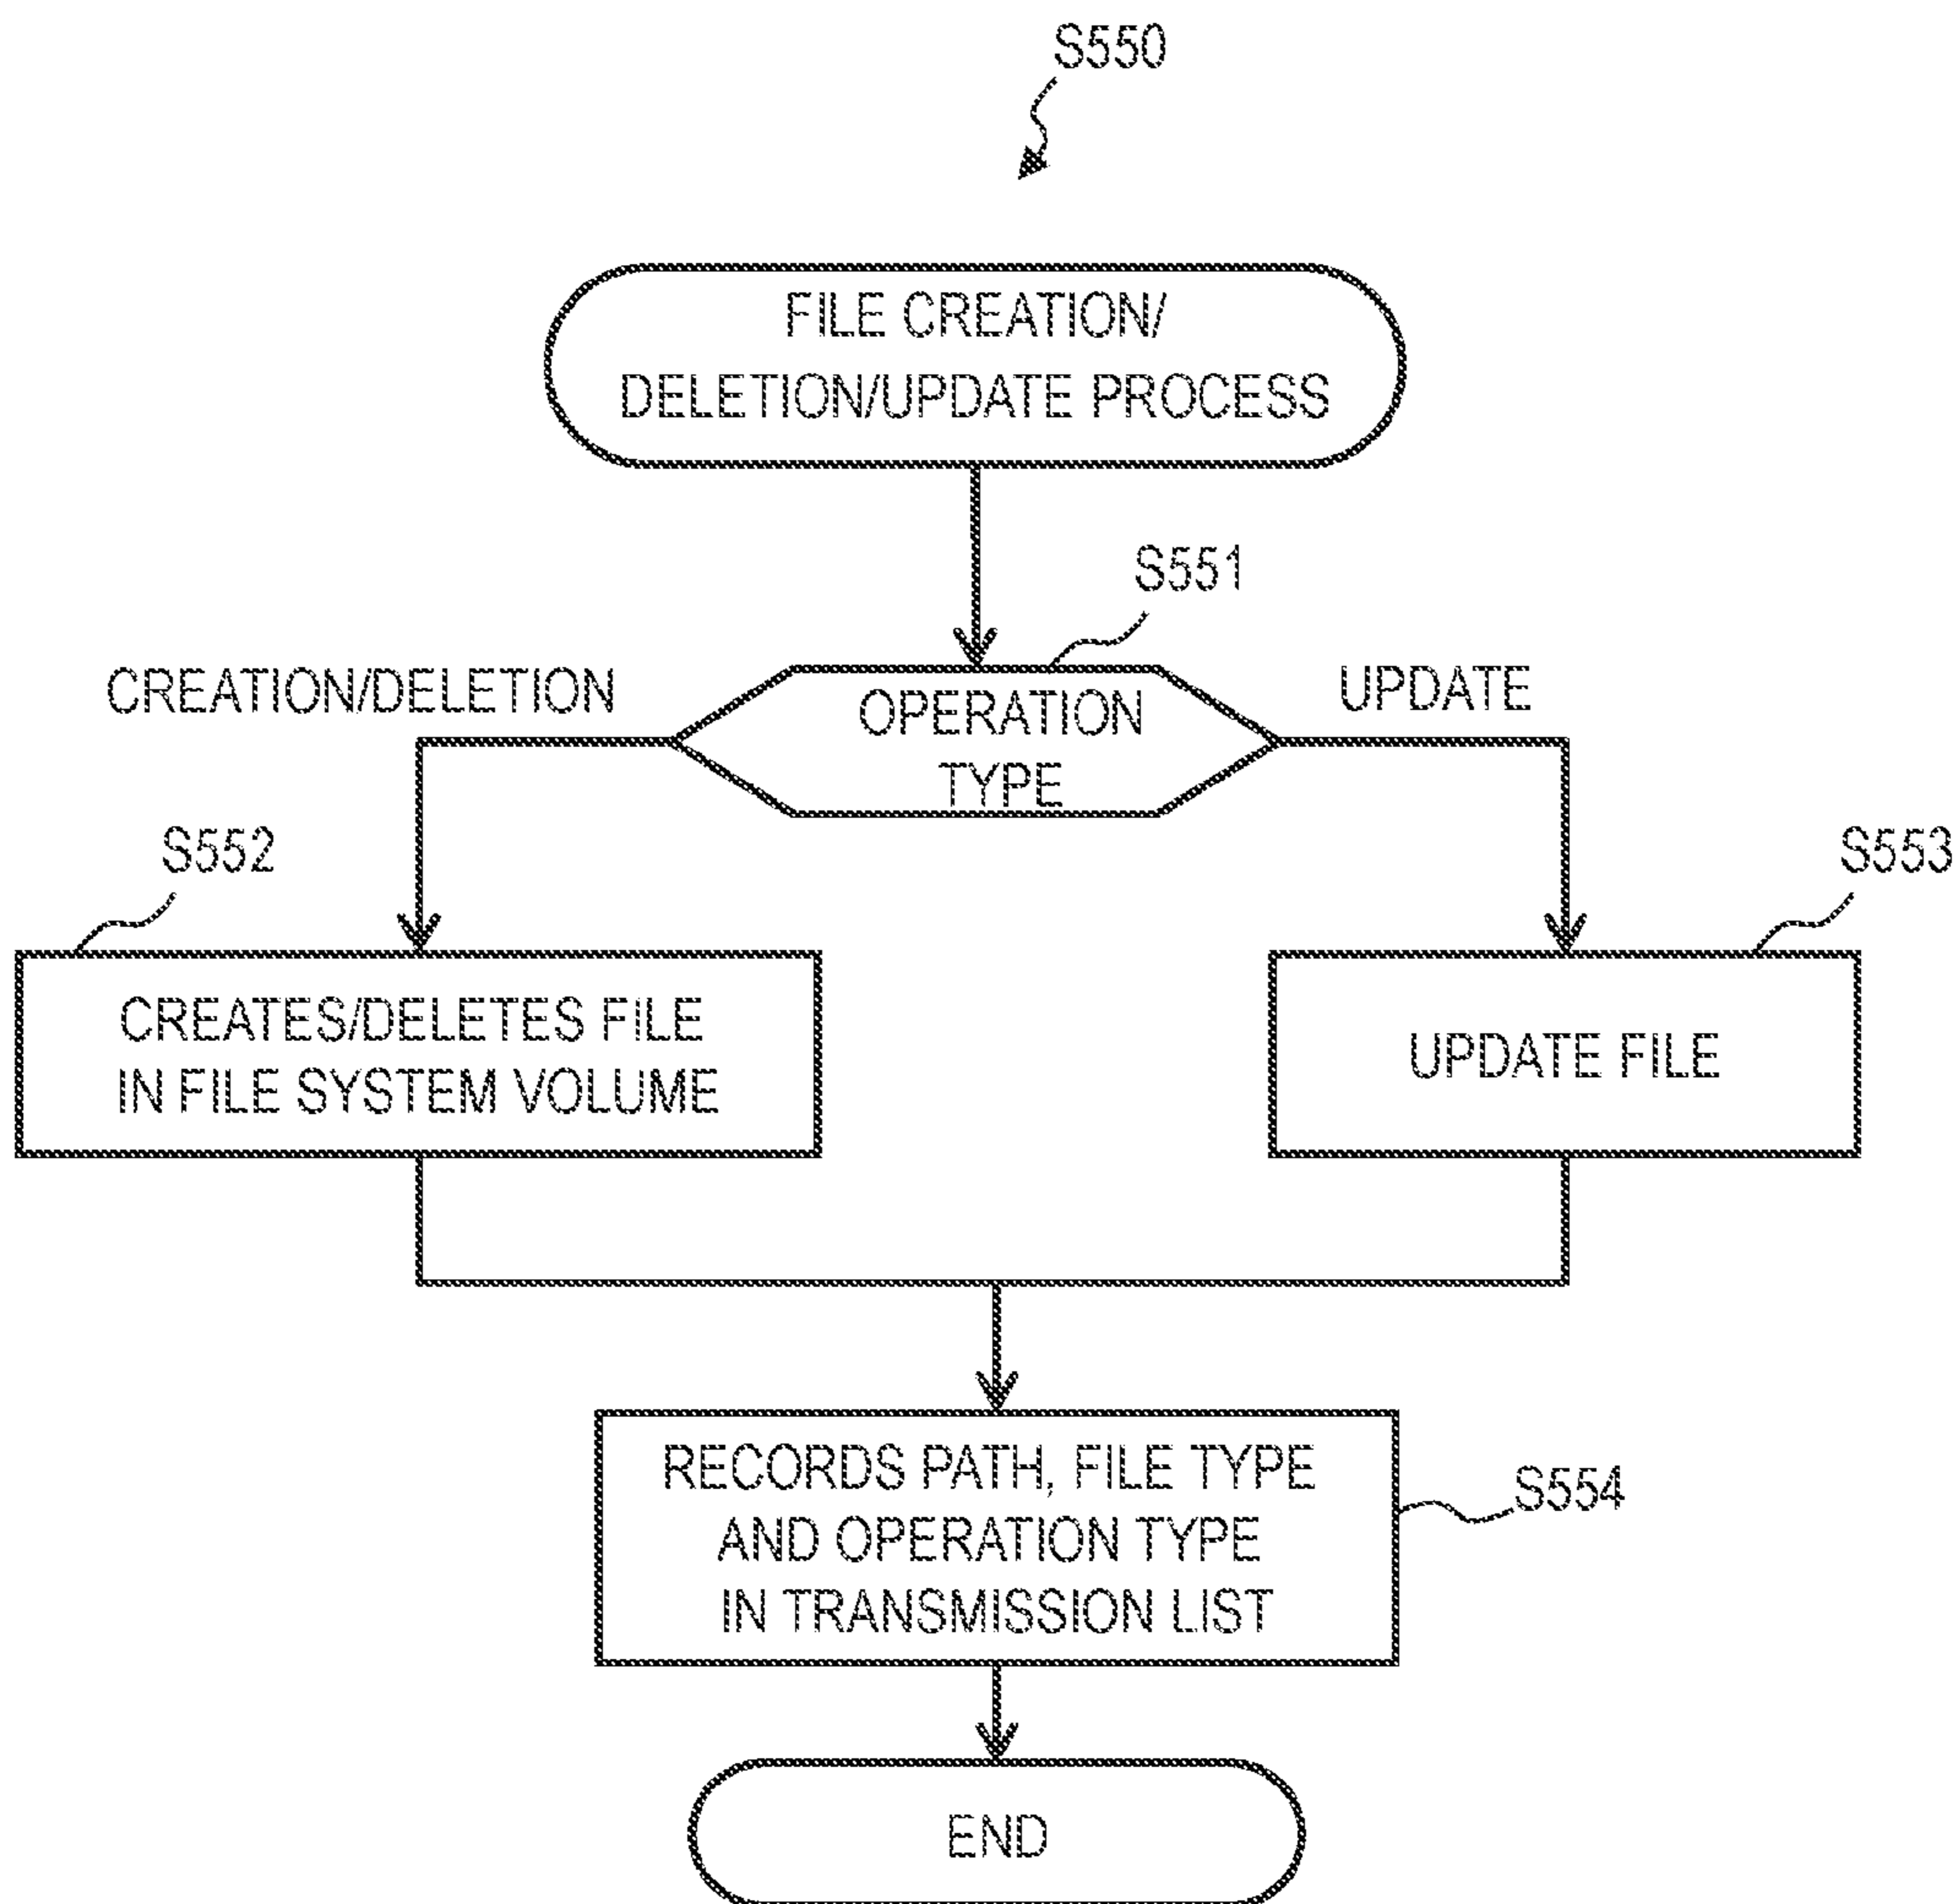 S550
FILE CREATION/
DELETION/UPDATE PROCESS
S551
CREATION/DELETION
OPERATION
TYPE
UPDATE
S552
S553
CREATES/DELETES FILE
IN FILE SYSTEM VOLUME
UPDATE FILE
RECORDS PATH, FILE TYPE
AND OPERATION TYPE
IN TRANSMISSION LIST
S554
END